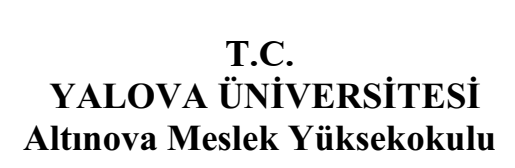 T.C.
YALOVA ÜNİVERSİTESİ
Altınova Meslek Yüksekokulu